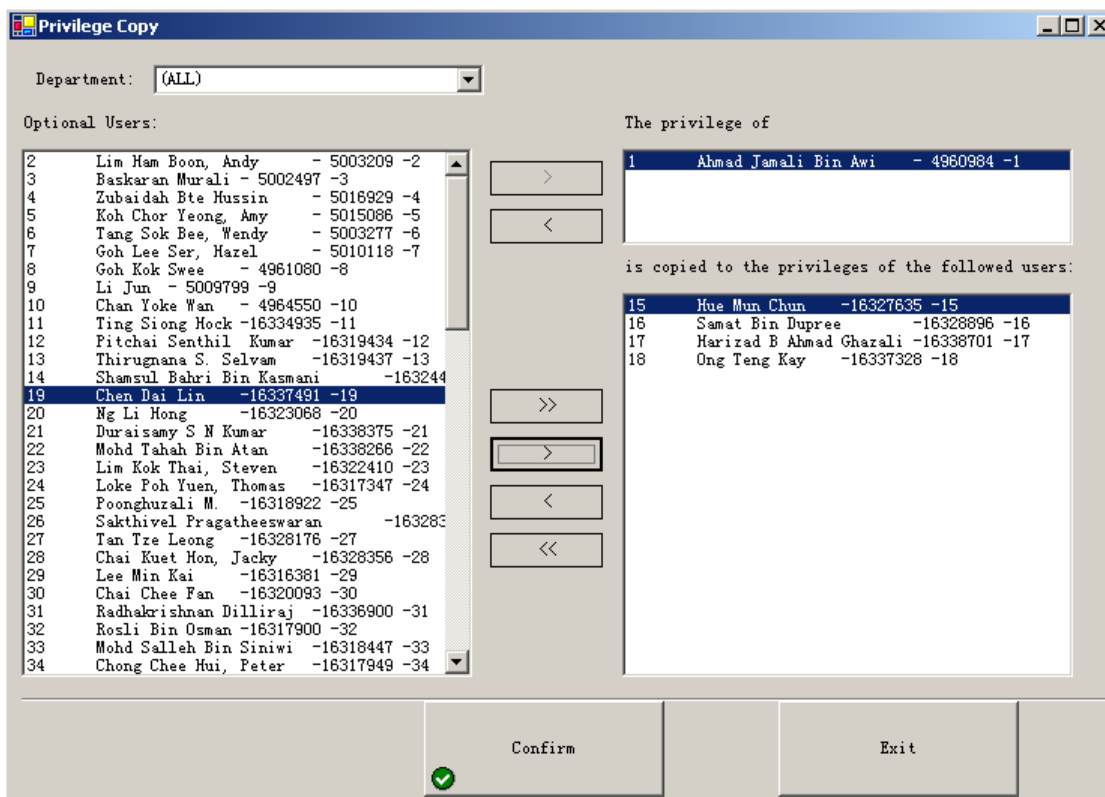 Privilege Copy
Department: (ALL)
Optional Users:
2 Lim Ham Boon, Andy - 5003209 -2
3 Baskaran Murali - 5002497 -3
4 Zubaidah Bte Hussin - 5016929 -4
5 Koh Chor Yeong, Amy - 5015086 -5
6 Tang Sok Bee, Wendy - 5003277 -6
7 Goh Lee Ser, Hazel - 5010118 -7
8 Goh Kok Swee - 4961080 -8
9 Li Jun - 5009799 -9
10 Chan Yoke Wan - 4964550 -10
11 Ting Siong Hock -16334935 -11
12 Pitchai Senthil Kumar -16319434 -12
13 Thirugnana S. Selvam -16319437 -13
14 Shamsul Bahri Bin Kasmani -163244
19 Chen Dai Lin -16337491 -19
20 Ng Li Hong -16323068 -20
21 Duraisamy S N Kumar -16338375 -21
22 Mohd Tahah Bin Atan -16338266 -22
23 Lim Kok Thai, Steven -16322410 -23
24 Loke Poh Yuen, Thomas -16317347 -24
25 Poonghuzali M. -16318922 -25
26 Sakthivel Pragatheeswaran -163283
27 Tan Tze Leong -16328176 -27
28 Chai Kuet Hon, Jacky -16328356 -28
29 Lee Min Kai -16316381 -29
30 Chai Chee Fan -16320093 -30
31 Radhakrishnan Dilliraj -16336900 -31
32 Rosli Bin Osman -16317900 -32
33 Mohd Salleh Bin Siniwi -16318447 -33
34 Chong Chee Hui, Peter -16317949 -34
>
<
>>
>
<
<<
The privilege of
1 Ahmad Jamali Bin Awi - 4960984 -1
is copied to the privileges of the followed users:
15 Hue Mun Chun -16327635 -15
16 Samat Bin Dupree -16328896 -16
17 Harizad B Ahmad Ghazali -16338701 -17
18 Ong Teng Kay -16337328 -18
Confirm
Exit